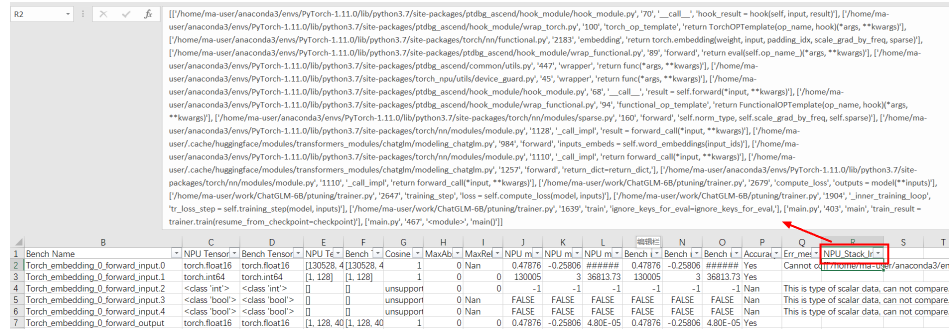 R2
fx
[['/home/ma-user/anaconda3/envs/PyTorch-1.11.0/lib/python3.7/site-packages/ptdbg_ascend/hook_module/hook_module.py', '70', '__call__', 'hook_result = hook(self, input, result)'], ['/home/ma-
user/anaconda3/envs/PyTorch-1.11.0/lib/python3.7/site-packages/ptdbg_ascend/hook_module/wrap_torch.py', '100', 'torch_op_template', 'return TorchOPTemplate(op_name, hook)(*args, **kwargs)'],
['/home/ma-user/anaconda3/envs/PyTorch-1.11.0/lib/python3.7/site-packages/torch/nn/functional.py', '2183', 'embedding', 'return torch.embedding(weight, input, padding_idx, scale_grad_by_freq, sparse)'],
['/home/ma-user/anaconda3/envs/PyTorch-1.11.0/lib/python3.7/site-packages/ptdbg_ascend/hook_module/wrap_functional.py', '89', 'forward', 'return eval(self.op_name_)(*args, **kwargs)'], ['/home/ma-
user/anaconda3/envs/PyTorch-1.11.0/lib/python3.7/site-packages/ptdbg_ascend/common/utils.py', '447', 'wrapper', 'return func(*args, **kwargs)'], ['/home/ma-user/anaconda3/envs/PyTorch-
1.11.0/lib/python3.7/site-packages/torch_npu/utils/device_guard.py', '45', 'wrapper', 'return func(*args, **kwargs)'], ['/home/ma-user/anaconda3/envs/PyTorch-1.11.0/lib/python3.7/site-
packages/ptdbg_ascend/hook_module/hook_module.py', '68', '__call__', 'result = self.forward(*input, **kwargs)'], ['/home/ma-user/anaconda3/envs/PyTorch-1.11.0/lib/python3.7/site-
packages/ptdbg_ascend/hook_module/wrap_functional.py', '94', 'functional_op_template', 'return FunctionalOPTemplate(op_name, hook)(*args,
**kwargs)'], ['/home/ma-user/anaconda3/envs/PyTorch-1.11.0/lib/python3.7/site-packages/torch/nn/modules/sparse.py', '160', 'forward', 'self.norm_type, self.scale_grad_by_freq, self.sparse)'], ['/home/ma-
user/anaconda3/envs/PyTorch-1.11.0/lib/python3.7/site-packages/torch/nn/modules/module.py', '1128', '_call_impl', 'result = forward_call(*input, **kwargs)'], ['/home/ma-
user/.cache/huggingface/modules/transformers_modules/chatglm/modeling_chatglm.py', '984', 'forward', 'inputs_embeds = self.word_embeddings(input_ids)'], ['/home/ma-
user/anaconda3/envs/PyTorch-1.11.0/lib/python3.7/site-packages/torch/nn/modules/module.py', '1110', '_call_impl', 'return forward_call(*input, **kwargs)'], ['/home/ma-
user/.cache/huggingface/modules/transformers_modules/chatglm/modeling_chatglm.py', '1257', 'forward', 'return_dict=return_dict,'], ['/home/ma-user/anaconda3/envs/PyTorch-1.11.0/lib/python3.7/site-
packages/torch/nn/modules/module.py', '1110', '_call_impl', 'return forward_call(*input, **kwargs)'], ['/home/ma-user/work/ChatGLM-6B/ptuning/trainer.py', '2679', 'compute_loss', 'outputs = model(**inputs)'],
['/home/ma-user/work/ChatGLM-6B/ptuning/trainer.py', '2647', 'training_step', 'loss = self.compute_loss(model, inputs)'], ['/home/ma-user/work/ChatGLM-6B/ptuning/trainer.py', '1904', '_inner_training_loop',
'tr_loss_step = self.training_step(model, inputs)'], ['/home/ma-user/work/ChatGLM-6B/ptuning/trainer.py', '1639', 'train', 'ignore_keys_for_eval=ignore_keys_for_eval,'], ['main.py', '403', 'main', 'train_result =
trainer.train(resume_from_checkpoint=checkpoint)'], ['main.py', '467', '<module>', 'main()']]
B C D E F G H I J K L 编辑栏 N O P Q R S T
1 Bench Name NPU Tensor Bench Tensor NPU Te Bench Cosine MaxAb MaxRel NPU m NPU m NPU m Bench Bench Bench Accura Err_mes NPU_Stack_In
2 Torch_embedding_0_forward_input.0 torch.float16 torch.float16 [130528, 4 [130528, 4 1 0 Nan 0.47876 -0.25806 ###### 0.47876 -0.25806 ###### Yes Cannot co [['/home/ma-user/anaconda3/en
3 Torch_embedding_0_forward_input.1 torch.int64 torch.int64 [1, 128] [1, 128] 1 0 0 130005 3 36813.73 130005 3 36813.73 Yes
4 Torch_embedding_0_forward_input.2 <class 'int'> <class 'int'> [] [] unsupport 0 0 -1 -1 -1 -1 -1 -1 Nan This is type of scalar data, can not compare.
5 Torch_embedding_0_forward_input.3 <class 'bool'> <class 'bool'> [] [] unsupport 0 Nan FALSE FALSE FALSE FALSE FALSE FALSE Nan This is type of scalar data, can not compare.
6 Torch_embedding_0_forward_input.4 <class 'bool'> <class 'bool'> [] [] unsupport 0 Nan FALSE FALSE FALSE FALSE FALSE FALSE Nan This is type of scalar data, can not compare.
7 Torch_embedding_0_forward_output torch.float16 torch.float16 [1, 128, 40 [1, 128, 40 1 0 0 0.47876 -0.25806 4.80E-05 0.47876 -0.25806 4.80E-05 Yes